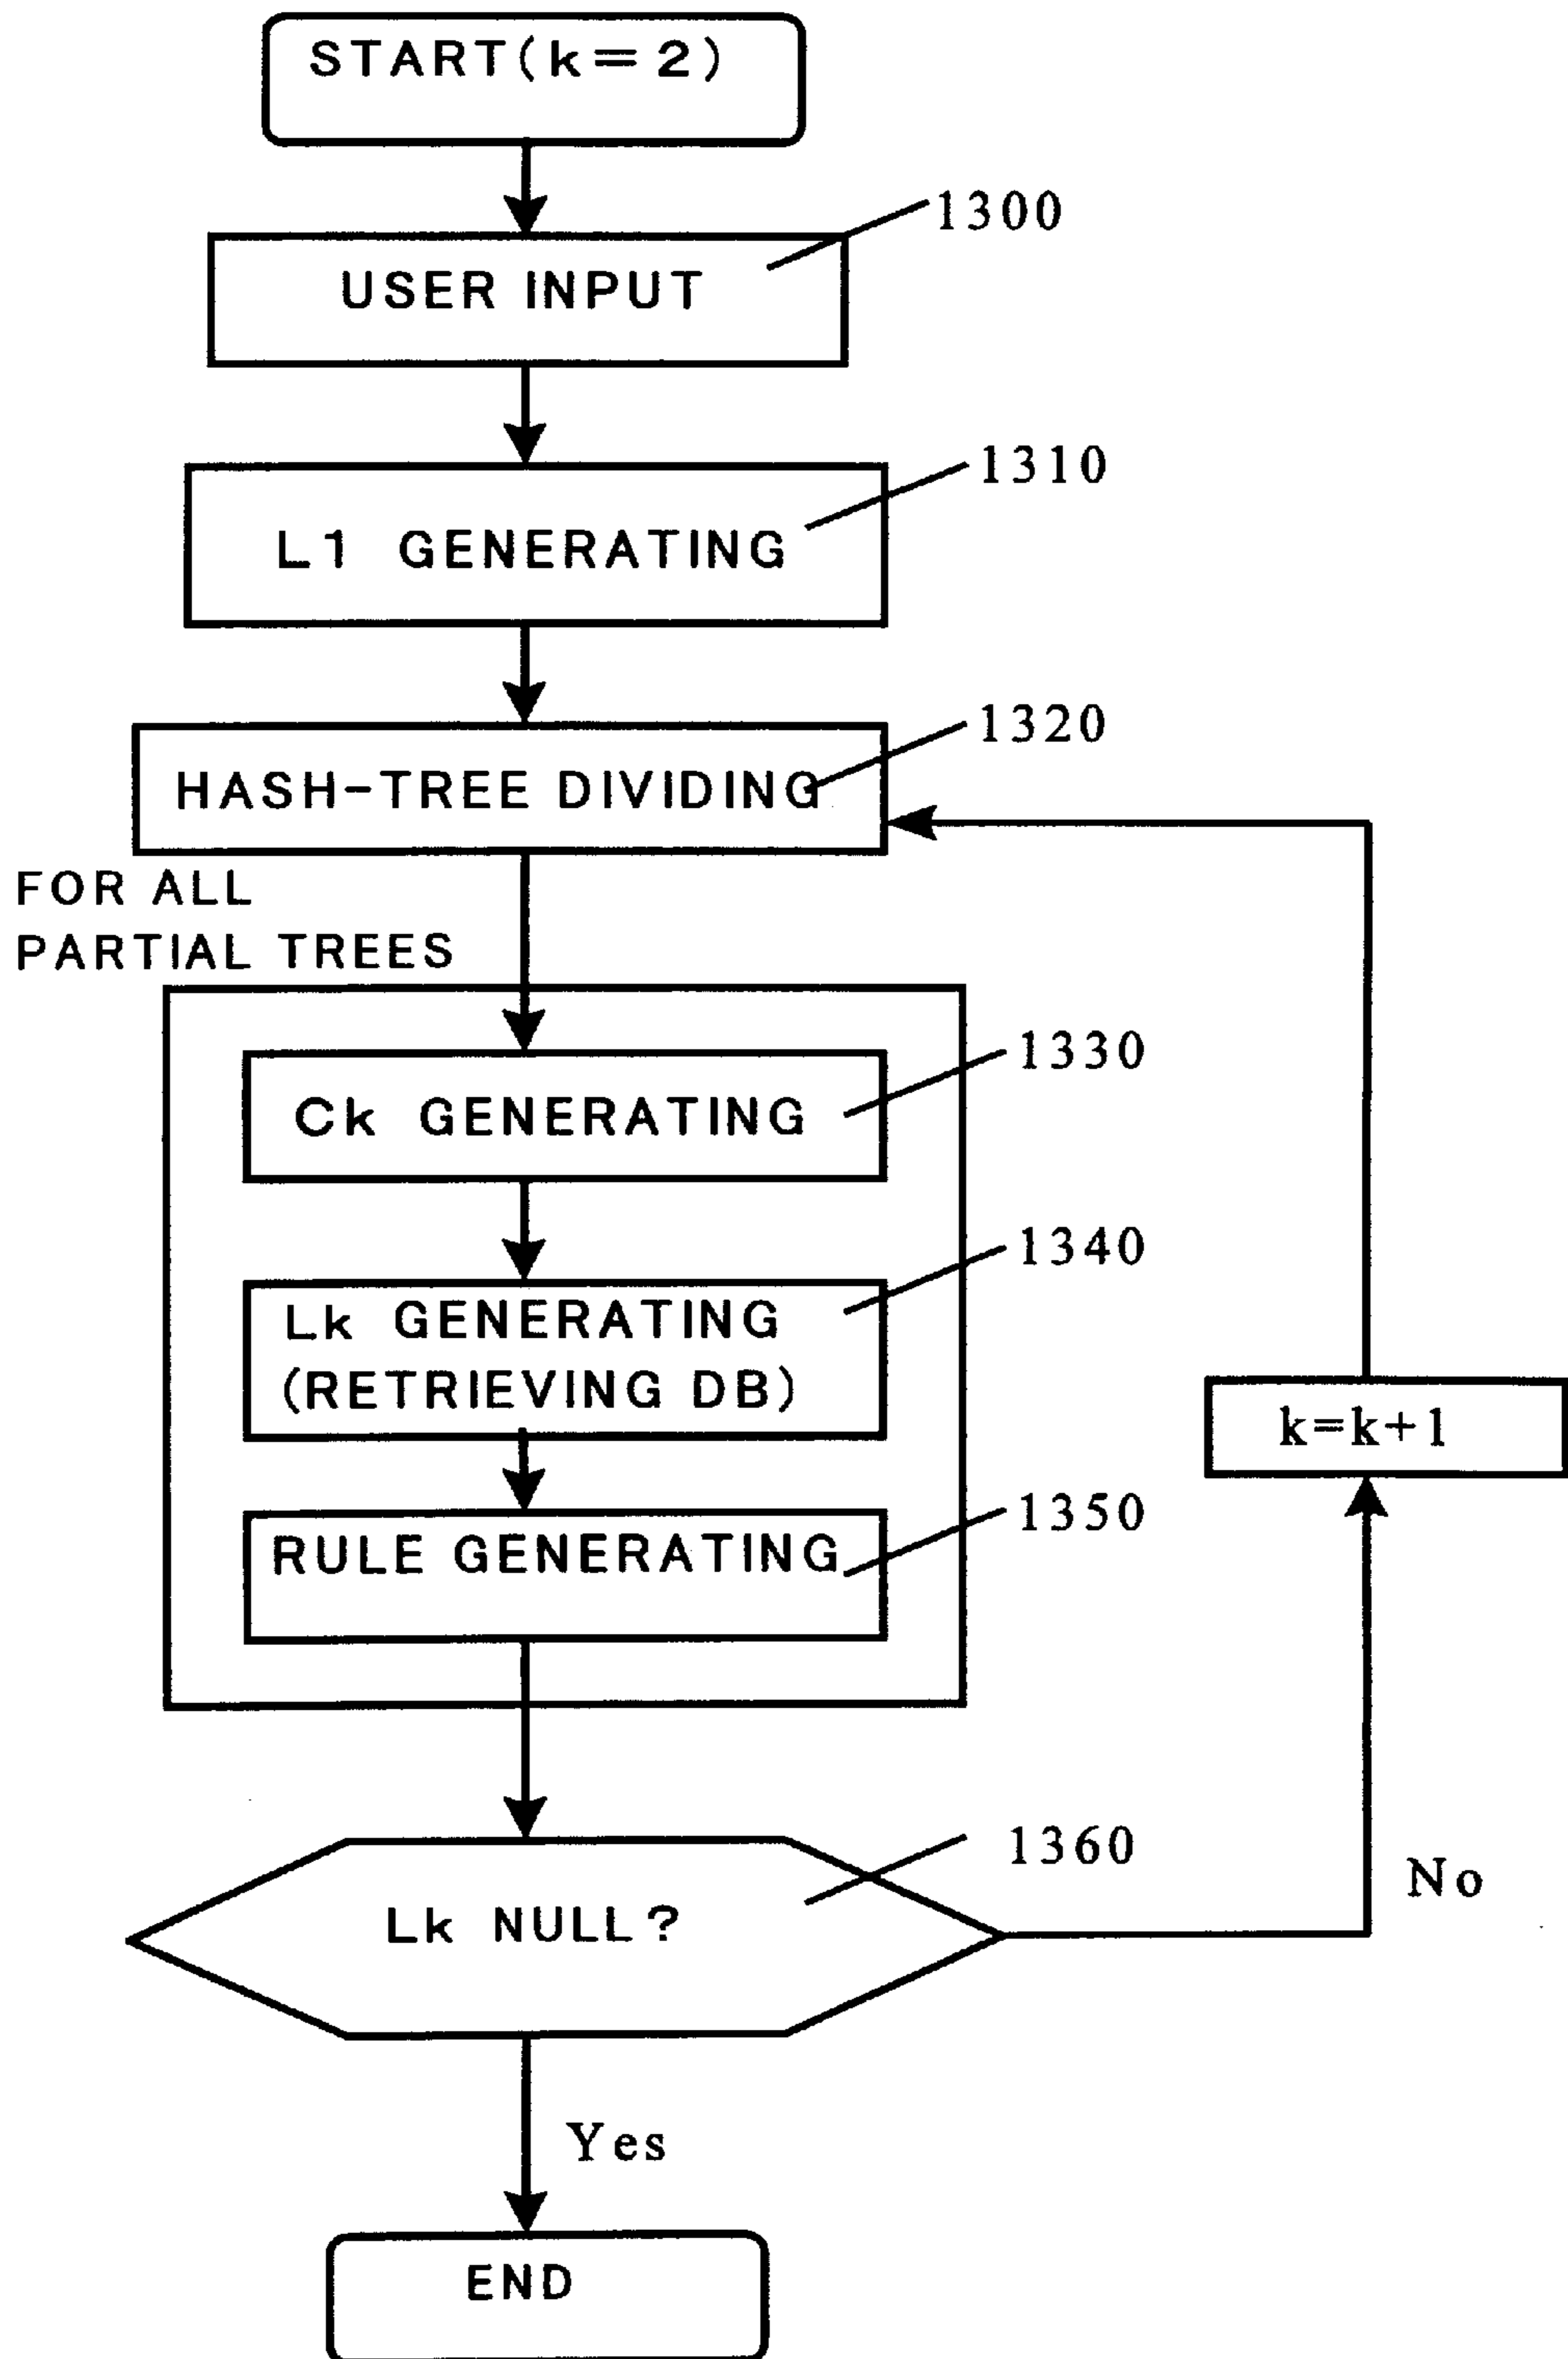 START(k=2)
1300
USER INPUT
1310
L1 GENERATING
1320
HASH-TREE DIVIDING
FOR ALL
PARTIAL TREES
1330
Ck GENERATING
1340
Lk GENERATING
(RETRIEVING DB)
k=k+1
1350
RULE GENERATING
1360
Lk NULL?
No
Yes
END